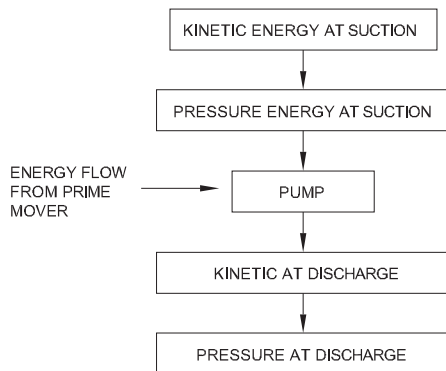 KINETIC ENERGY AT SUCTION
PRESSURE ENERGY AT SUCTION
ENERGY FLOW
FROM PRIME
MOVER
PUMP
KINETIC AT DISCHARGE
PRESSURE AT DISCHARGE